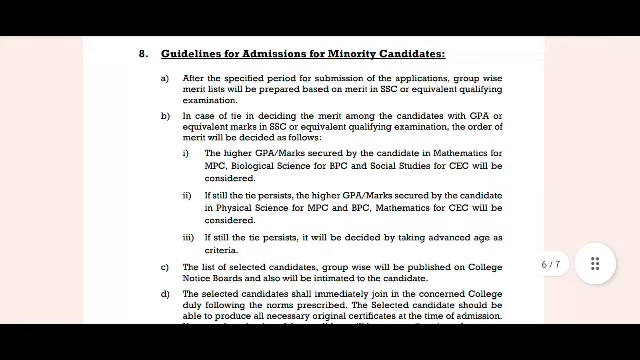 8. Guidelines for Admissions for Minority Candidates:
a) After the specified period for submission of the applications, group wise
merit lists will be prepared based on merit in SSC or equivalent qualifying
examination.
b) In case of tie in deciding the merit among the candidates with GPA or
equivalent marks in SSC or equivalent qualifying examination, the order of
merit will be decided as follows:
i) The higher GPA/Marks secured by the candidate in Mathematics for
MPC, Biological Science for BPC and Social Studies for CEC will be
considered.
ii) If still the tie persists, the higher GPA/Marks secured by the candidate
in Physical Science for MPC and BPC, Mathematics for CEC will be
considered.
iii) If still the tie persists, it will be decided by taking advanced age as
criteria.
c) The list of selected candidates, group wise will be published on College
Notice Boards and also will be intimated to the candidate.
d) The selected candidates shall immediately join in the concerned College
duly following the norms prescribed. The Selected candidate should be
able to produce all necessary original certificates at the time of admission.
6 / 7